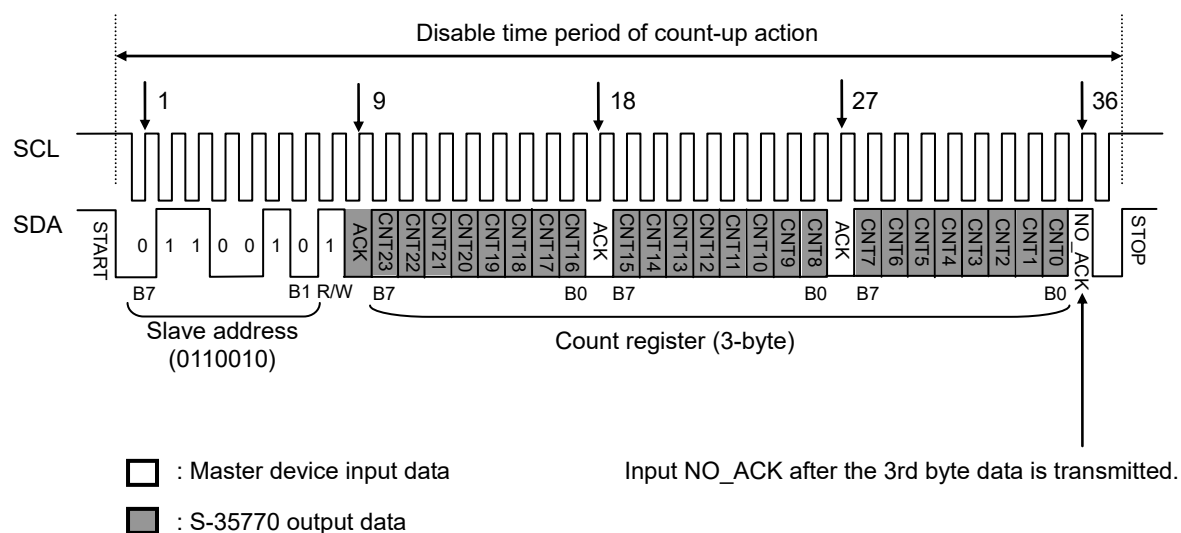 Disable time period of count-up action
1 9 18 27 36
SCL
SDA
START 0 1 1 0 0 1 0 1 ACK CNT23 CNT22 CNT21 CNT20 CNT19 CNT18 CNT17 CNT16 ACK CNT15 CNT14 CNT13 CNT12 CNT11 CNT10 CNT9 CNT8 ACK CNT7 CNT6 CNT5 CNT4 CNT3 CNT2 CNT1 CNT0 NO_ACK STOP
B7 B1 R/W B7 B0 B7 B0 B7 B0
Slave address
(0110010)
Count register (3-byte)
: Master device input data
Input NO_ACK after the 3rd byte data is transmitted.
: S-35770 output data